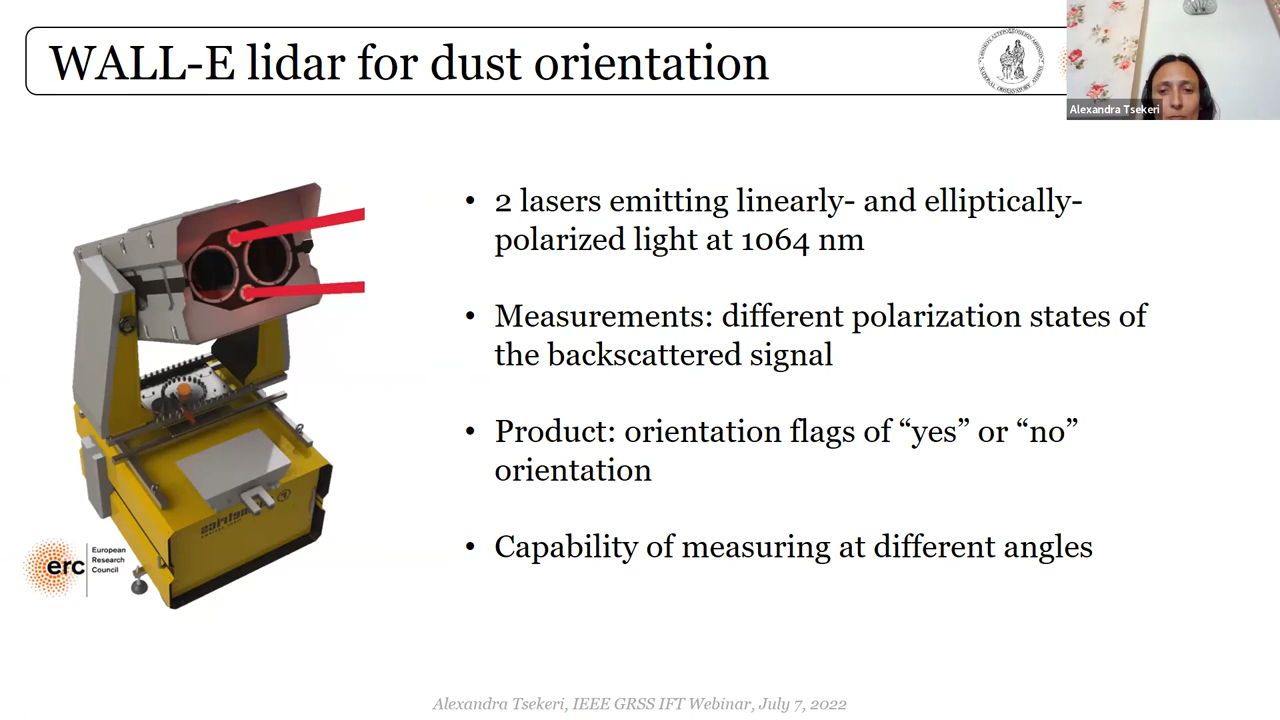 WALL-E lidar for dust orientation
Alexandra Tsekeri
• 2 lasers emitting linearly- and elliptically-
polarized light at 1064 nm
• Measurements: different polarization states of
the backscattered signal
• Product: orientation flags of “yes” or “no”
orientation
• Capability of measuring at different angles
erc
European
Research
Council
Alexandra Tsekeri, IEEE GRSS IFT Webinar, July 7, 2022